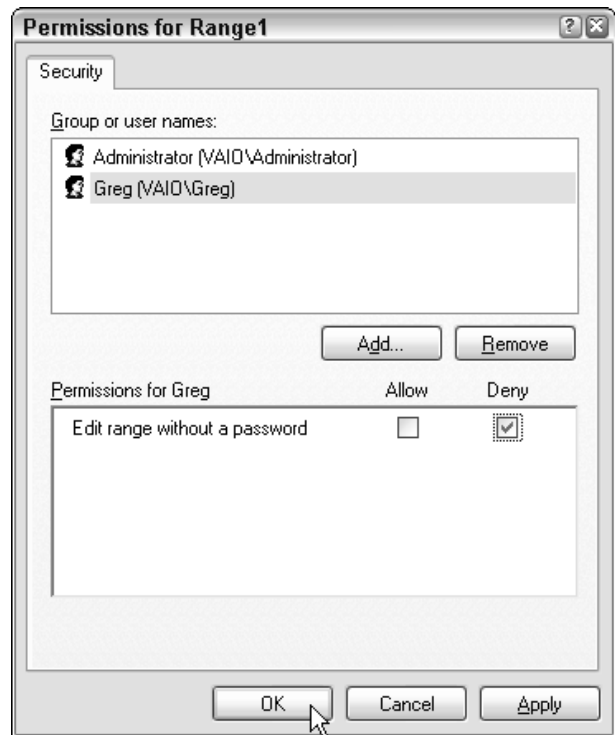 Permissions for Range1
Security
Group or user names:
Administrator (VAIO\Administrator)
Greg (VAIO\Greg)
Add... Remove
Permissions for Greg Allow Deny
Edit range without a password
OK Cancel Apply